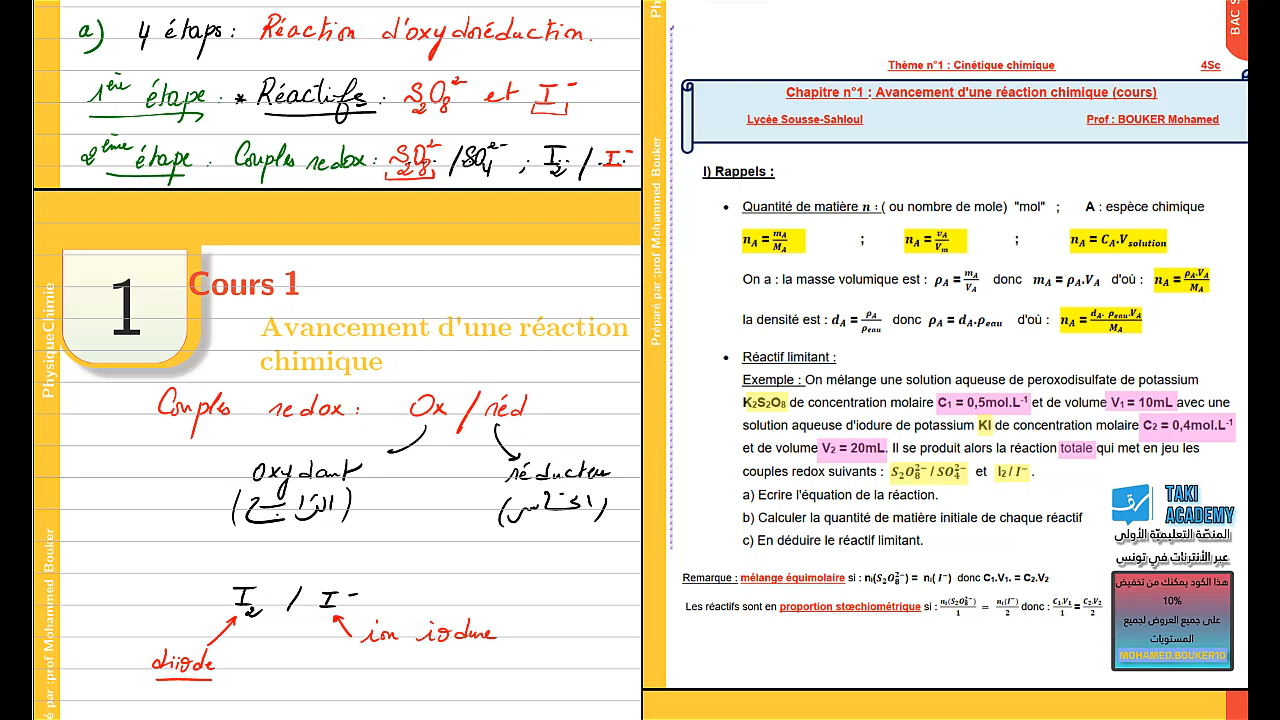 a) 4 étaps : Réaction d'oxydoréduction.
1ère étape : * Réactifs : S2O8 2- et I-
2ème étape : Couples redox : S2O8 2- / SO4 2- ; I2 / I-
1
Cours 1
Avancement d'une réaction
chimique
PhysiqueChimie
Couples redox : Ox / réd
oxydant
réducteur
(الرّابح)
I2 / I-
ion iodure
diiode
é par :prof Mohammed Bouker
PhysiqueChimie
Préparé par :prof Mohammed Bouker
BAC S
Thème n°1 : Cinétique chimique 4Sc
Chapitre n°1 : Avancement d'une réaction chimique (cours)
Lycée Sousse-Sahloul Prof : BOUKER Mohamed
I) Rappels :
• Quantité de matière n : ( ou nombre de mole) "mol" ; A : espèce chimique
nA = mA/MA ; nA = vA/Vm ; nA = CA.Vsolution
On a : la masse volumique est : ρA = mA/VA donc mA = ρA.VA d'où : nA = ρA.VA/MA
la densité est : dA = ρA/ρeau donc ρA = dA.ρeau d'où : nA = dA. ρeau.VA/MA
• Réactif limitant :
Exemple : On mélange une solution aqueuse de peroxodisulfate de potassium
K2S2O8 de concentration molaire C1 = 0,5mol.L-1 et de volume V1 = 10mL avec une
solution aqueuse d'iodure de potassium KI de concentration molaire C2 = 0,4mol.L-1
et de volume V2 = 20mL. Il se produit alors la réaction totale qui met en jeu les
couples redox suivants : S2O8 2- / SO4 2- et I2 / I- .
a) Ecrire l'équation de la réaction.
b) Calculer la quantité de matière initiale de chaque réactif
c) En déduire le réactif limitant.
Remarque : mélange équimolaire si : ni(S2O8 2-) = ni( I-) donc C1.V1. = C2.V2
Les réactifs sont en proportion stœchiométrique si : ni(S2O8 2-)/1 = ni(I-)/2 donc : C1.V1/1 = C2.V2/2
TAKI
ACADEMY
المنصّة التعليميّة الأولى
عبر الأنترنات في تونس
هذا الكود يمكنك من تخفيض
10%
على جميع العروض لجميع
المستويات
MOHAMED.BOUKER10